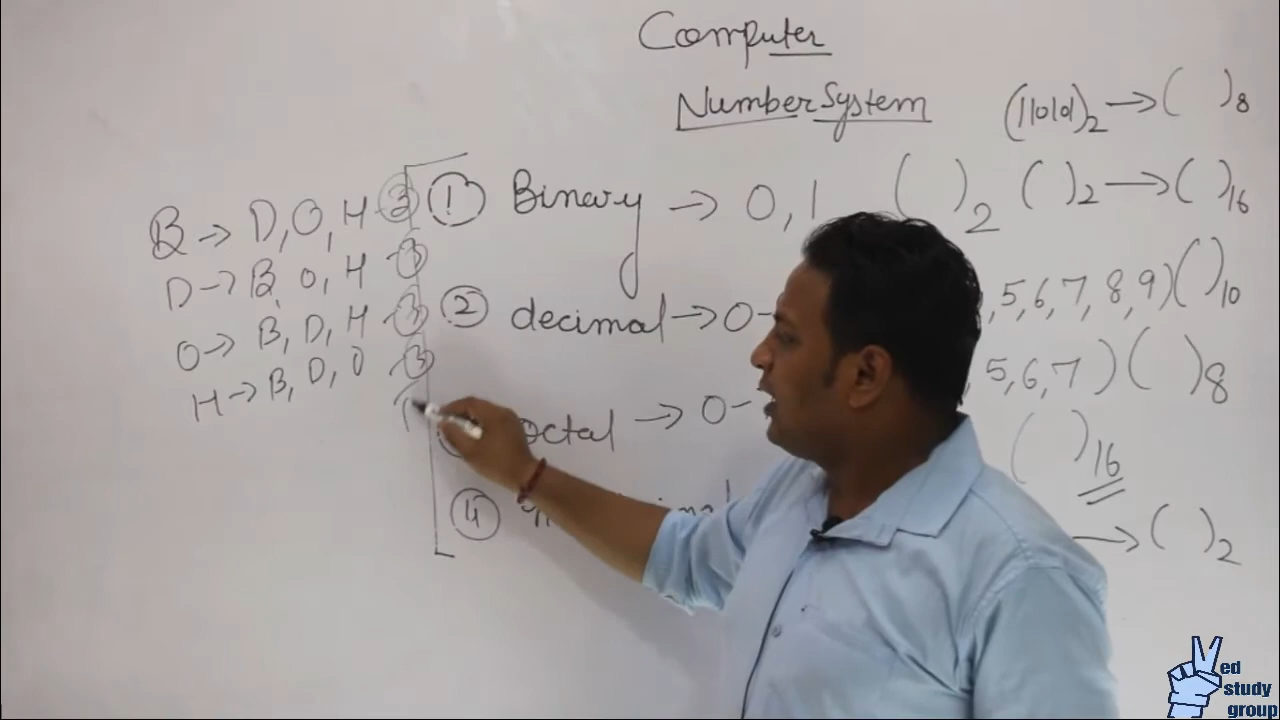 Computer
Number System
(11010)2 → ( )8
B → D, O, H - 3
D → B, O, H 3
O → B, D, H - 3
H → B, D, O 3
① Binary → 0, 1 ( )2 ( )2 → ( )16
② decimal → 0- , 5, 6, 7, 8, 9) ( )10
octal → 0- , 5, 6, 7 ) ( )8
( )16
④
→ ( )2
ed
study
group